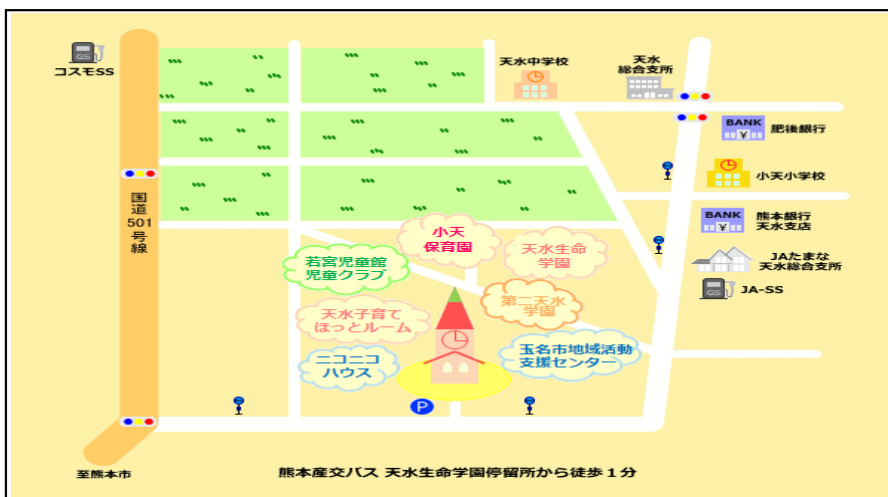 GS
コスモSS
天水中学校
天水
総合支所
BANK
¥
肥後銀行
小天小学校
国道
501
号線
BANK
¥
熊本銀行
天水支店
小天
保育園
天水生命
学園
若宮児童館
児童クラブ
JAたまな
天水総合支所
GS
JA-SS
第二天水
学園
天水子育て
ほっとルーム
ニコニコ
ハウス
玉名市地域活動
支援センター
P
至熊本市
熊本産交バス 天水生命学園停留所から徒歩1分